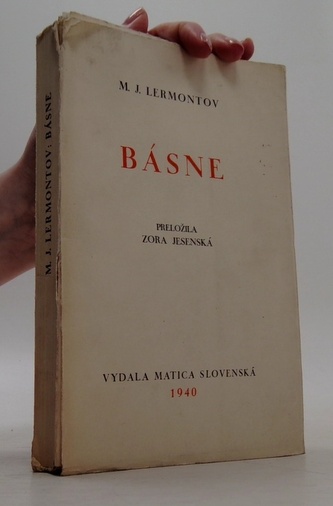 M. J. LERMONTOV: BÁSNE
M. J. LERMONTOV
BÁSNE
PRELOŽILA
ZORA JESENSKÁ
VYDALA MATICA SLOVENSKÁ
1940